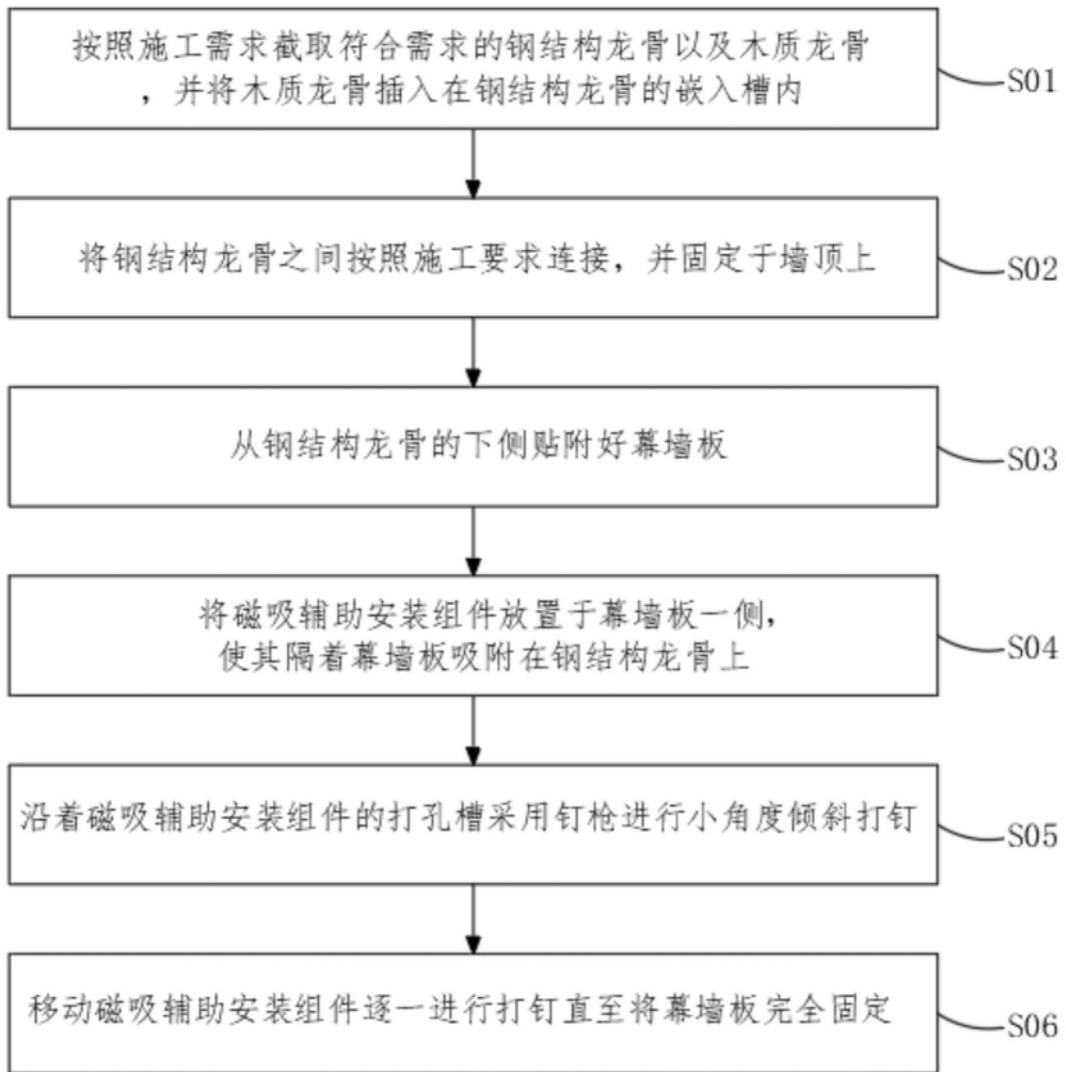 按照施工需求截取符合需求的钢结构龙骨以及木质龙骨
，并将木质龙骨插入在钢结构龙骨的嵌入槽内
S01
将钢结构龙骨之间按照施工要求连接，并固定于墙顶上
S02
从钢结构龙骨的下侧贴附好幕墙板
S03
将磁吸辅助安装组件放置于幕墙板一侧，
使其隔着幕墙板吸附在钢结构龙骨上
S04
沿着磁吸辅助安装组件的打孔槽采用钉枪进行小角度倾斜打钉
S05
移动磁吸辅助安装组件逐一进行打钉直至将幕墙板完全固定
S06